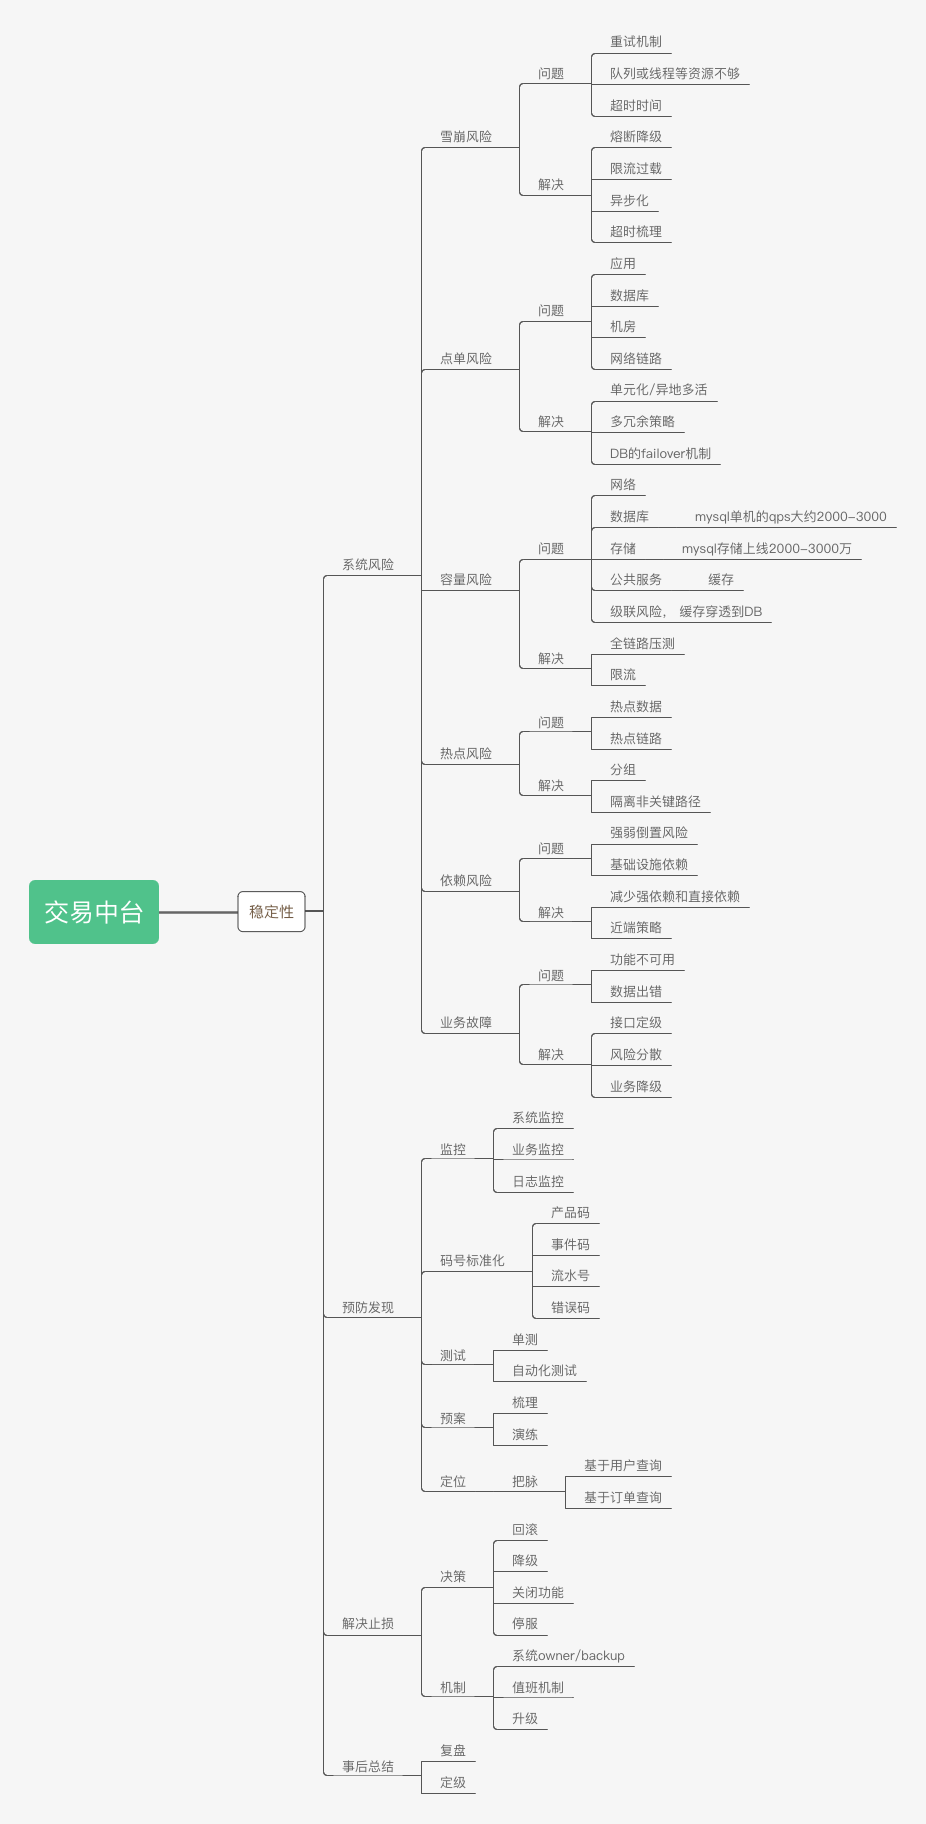 交易中台
稳定性
系统风险
雪崩风险
问题
重试机制
队列或线程等资源不够
超时时间
解决
熔断降级
限流过载
异步化
超时梳理
点单风险
问题
应用
数据库
机房
网络链路
解决
单元化/异地多活
多冗余策略
DB的failover机制
容量风险
问题
网络
数据库 mysql单机的qps大约2000-3000
存储 mysql存储上线2000-3000万
公共服务 缓存
级联风险， 缓存穿透到DB
解决
全链路压测
限流
热点风险
问题
热点数据
热点链路
解决
分组
隔离非关键路径
依赖风险
问题
强弱倒置风险
基础设施依赖
解决
减少强依赖和直接依赖
近端策略
业务故障
问题
功能不可用
数据出错
解决
接口定级
风险分散
业务降级
预防发现
监控
系统监控
业务监控
日志监控
码号标准化
产品码
事件码
流水号
错误码
测试
单测
自动化测试
预案
梳理
演练
定位
把脉
基于用户查询
基于订单查询
解决止损
决策
回滚
降级
关闭功能
停服
机制
系统owner/backup
值班机制
升级
事后总结
复盘
定级